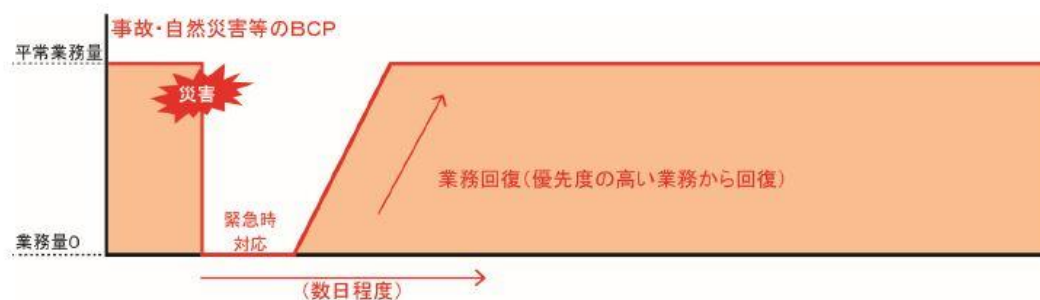 事故・自然災害等のBCP
平常業務量
災害
業務回復(優先度の高い業務から回復)
緊急時
対応
業務量0
(数日程度)